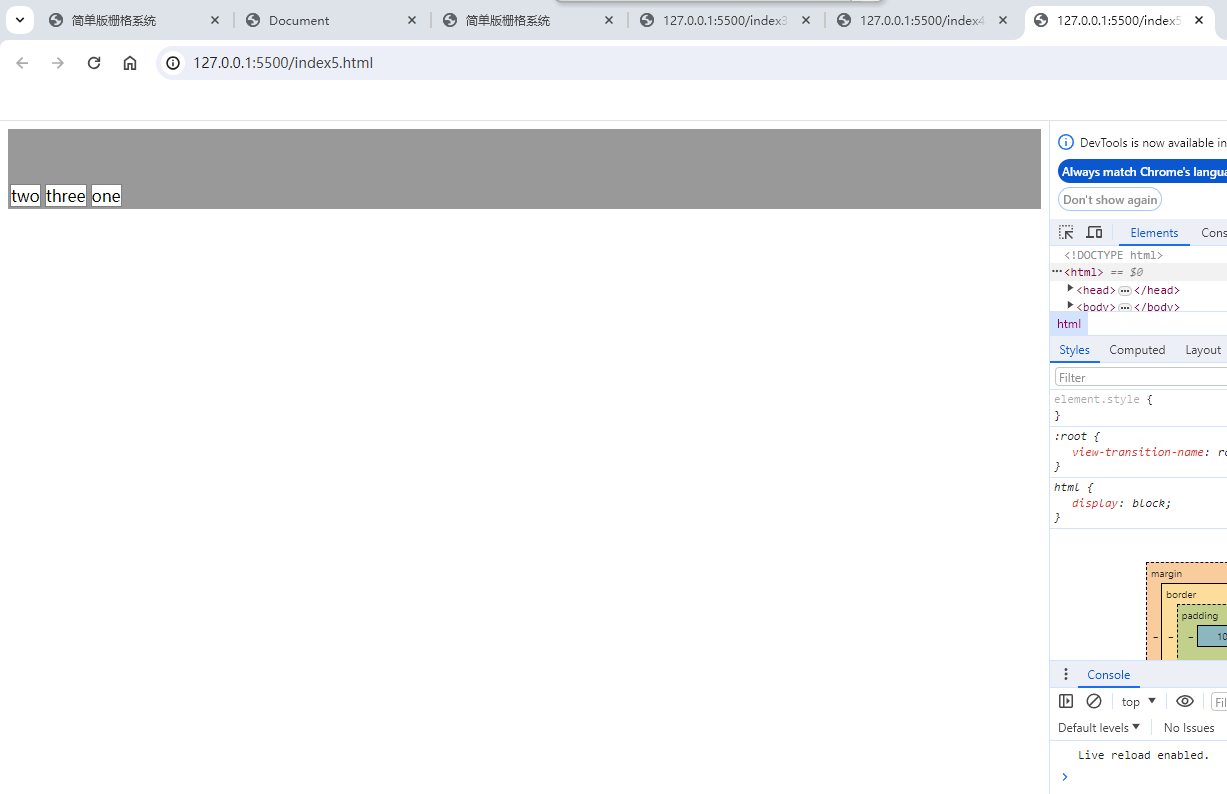 简单版栅格系统
Document
简单版栅格系统
127.0.0.1:5500/index3
127.0.0.1:5500/index4
127.0.0.1:5500/index5
127.0.0.1:5500/index5.html
two three one
DevTools is now available in
Always match Chrome's langua
Don't show again
Elements Cons
<!DOCTYPE html>
<html> == $0
<head> </head>
<body> </body>
html
Styles Computed Layout
Filter
element.style {
}
:root {
view-transition-name: ro
}
html {
display: block;
}
margin
border
padding
10
Console
top
Fil
Default levels No Issues
Live reload enabled.